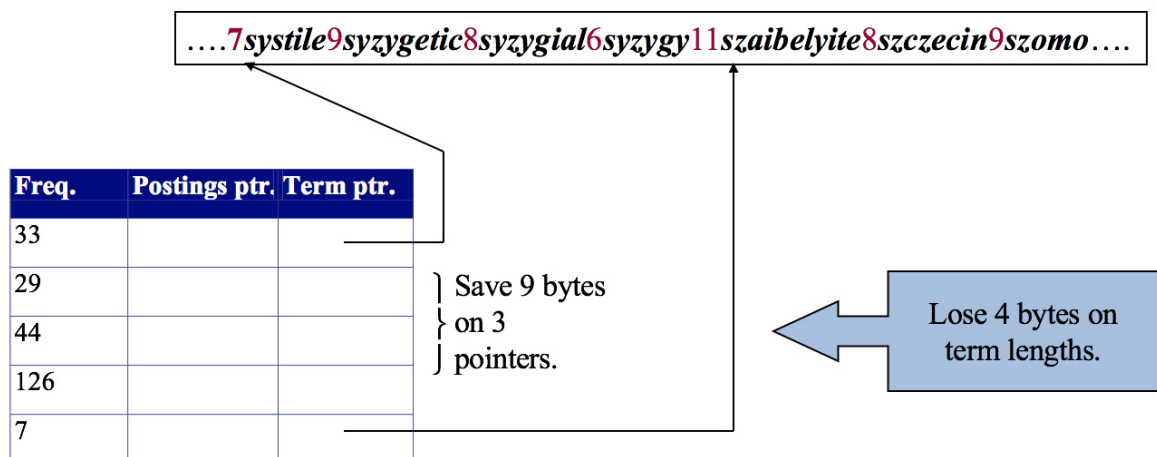 ....7systile9syzygetic8syzygial6syzygy11szaibelyite8szczecin9szomo....
Freq. Postings ptr. Term ptr.
33
29
44
126
7
Save 9 bytes
on 3
pointers.
Lose 4 bytes on
term lengths.